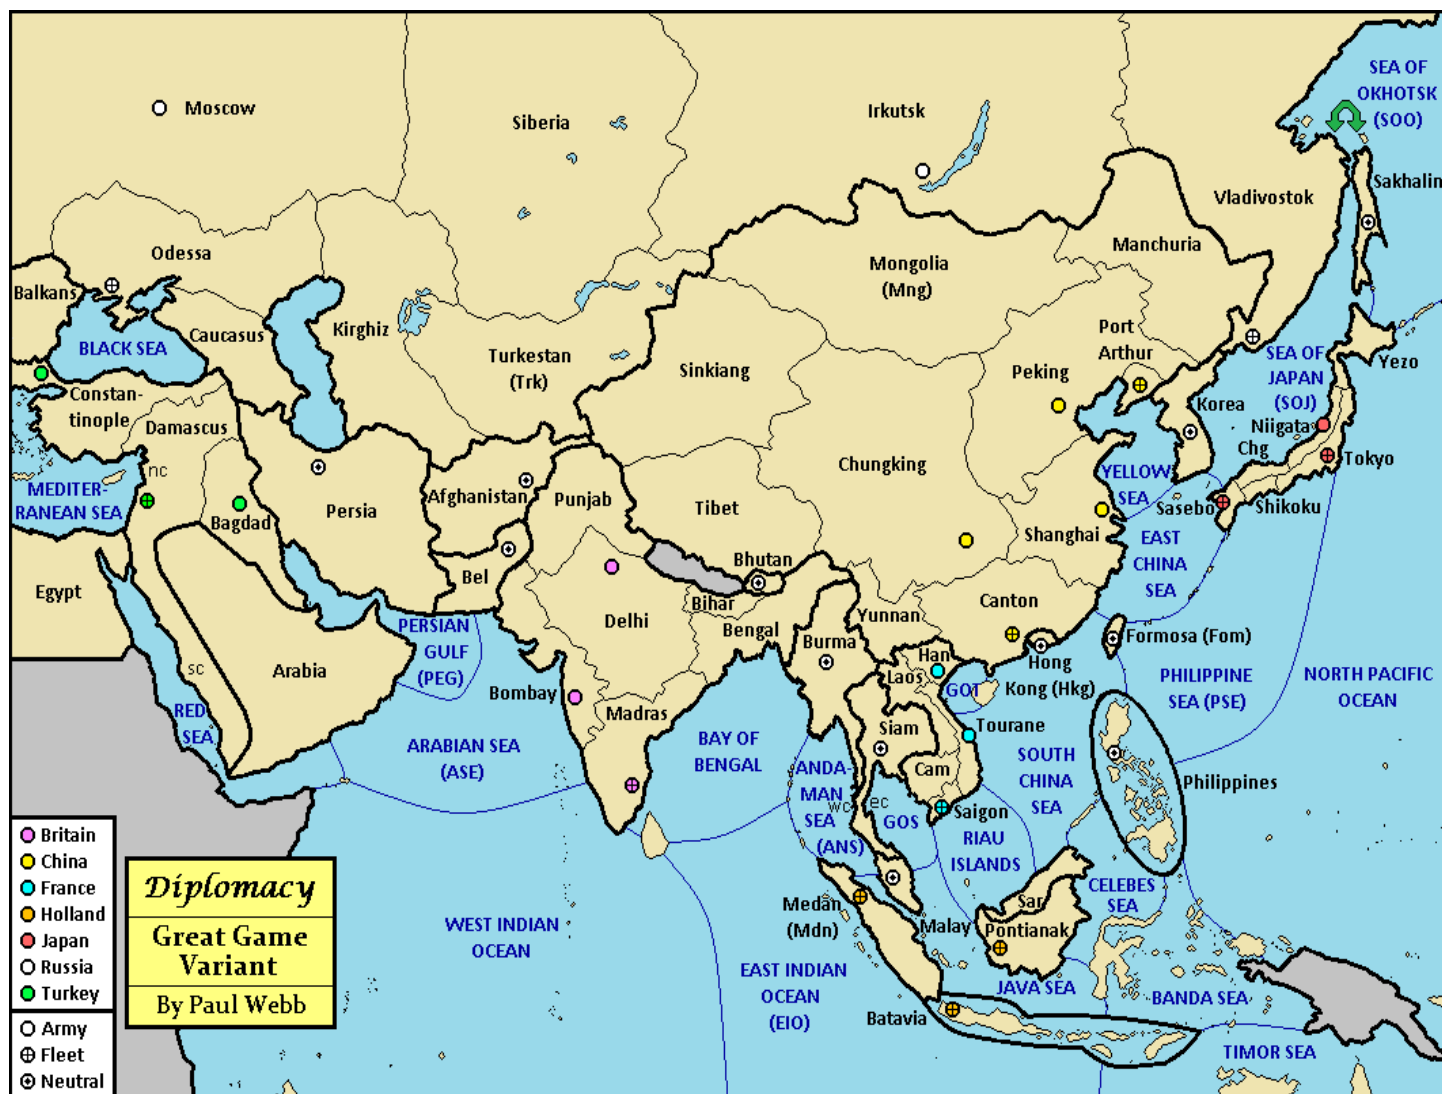 SEA OF
OKHOTSK
(SOO)
Moscow
Siberia
Irkutsk
Sakhalin
Vladivostok
Manchuria
Odessa
Mongolia
(Mng)
Balkans
Caucasus
Kirghiz
BLACK SEA
Turkestan
(Trk)
Sinkiang
Port
Arthur
Peking
SEA OF
JAPAN
(SOJ)
Yezo
Constan-
tinople
Damascus
Korea
Niigata
Chg
Tokyo
nc
MEDITER-
RANEAN SEA
Bagdad
Persia
Afghanistan
Punjab
Tibet
Chungking
YELLOW
SEA
Sasebo
Shikoku
Shanghai
EAST
CHINA
SEA
Egypt
Bel
Bhutan
Bihar
Delhi
Bengal
Burma
Yunnan
Canton
PERSIAN
GULF
(PEG)
Formosa (Fom)
Han
Laos
Hong
Kong (Hkg)
GOT
sc
Arabia
RED
SEA
Bombay
Madras
PHILIPPINE
SEA (PSE)
NORTH PACIFIC
OCEAN
Siam
Tourane
ARABIAN SEA
(ASE)
BAY OF
BENGAL
ANDA-
MAN
SEA
(ANS)
wc
ec
Cam
GOS
Saigon
SOUTH
CHINA
SEA
Philippines
RIAU
ISLANDS
CELEBES
SEA
Sar
Pontianak
Medan
(Mdn)
Malay
WEST INDIAN
OCEAN
EAST INDIAN
OCEAN
(EIO)
JAVA SEA
BANDA SEA
Batavia
TIMOR SEA
Britain
China
France
Holland
Japan
Russia
Turkey
Army
Fleet
Neutral
Diplomacy
Great Game
Variant
By Paul Webb